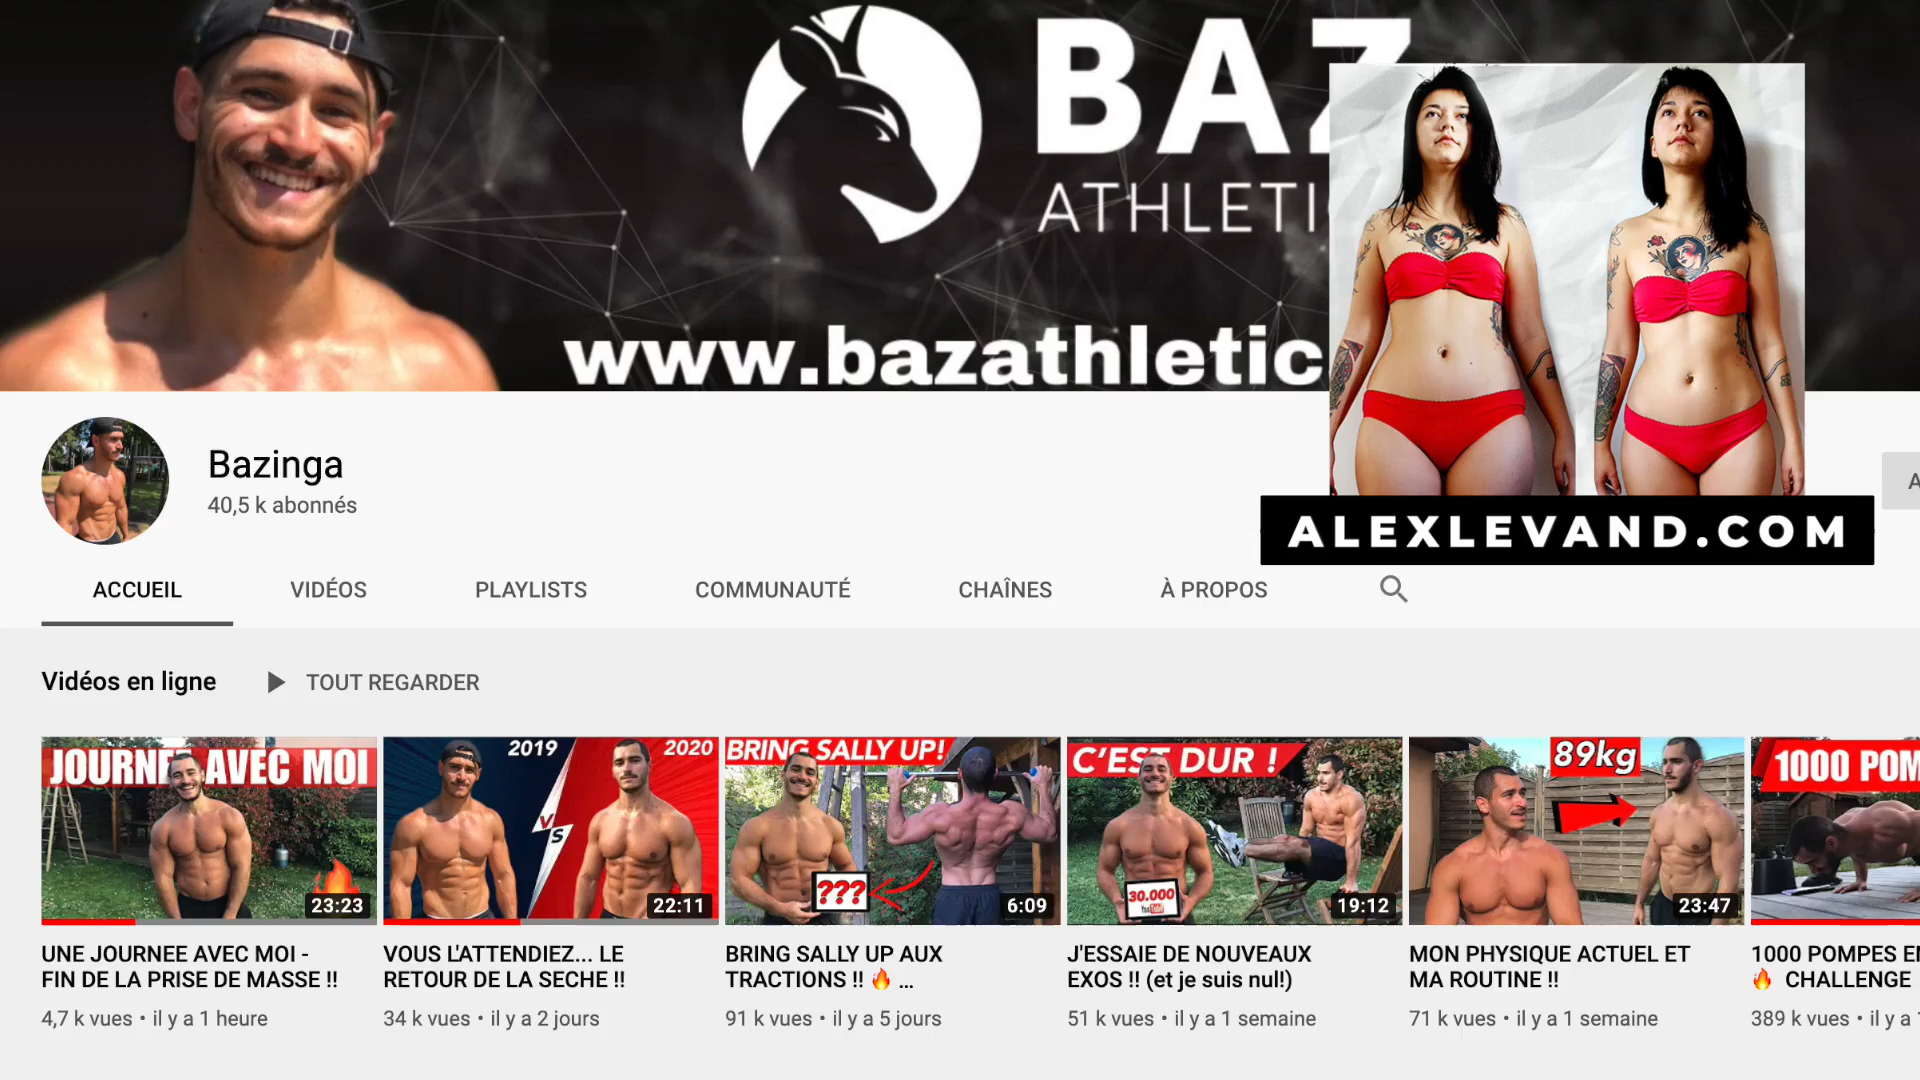 BAZ
ATHLETI
www.bazathletic
Bazinga
40,5 k abonnés
A
ALEXLEVAND.COM
ACCUEIL VIDÉOS PLAYLISTS COMMUNAUTÉ CHAÎNES À PROPOS
Vidéos en ligne TOUT REGARDER
JOURNEE AVEC MOI
23:23
2019 VS 2020
22:11
BRING SALLY UP!
???
6:09
C'EST DUR !
30.000
YouTube
19:12
89kg
23:47
1000 POM
UNE JOURNEE AVEC MOI -
FIN DE LA PRISE DE MASSE !!
4,7 k vues • il y a 1 heure
VOUS L'ATTENDIEZ... LE
RETOUR DE LA SECHE !!
34 k vues • il y a 2 jours
BRING SALLY UP AUX
TRACTIONS !! 🔥 ...
91 k vues • il y a 5 jours
J'ESSAIE DE NOUVEAUX
EXOS !! (et je suis nul!)
51 k vues • il y a 1 semaine
MON PHYSIQUE ACTUEL ET
MA ROUTINE !!
71 k vues • il y a 1 semaine
1000 POMPES E
🔥 CHALLENGE
389 k vues • il y a